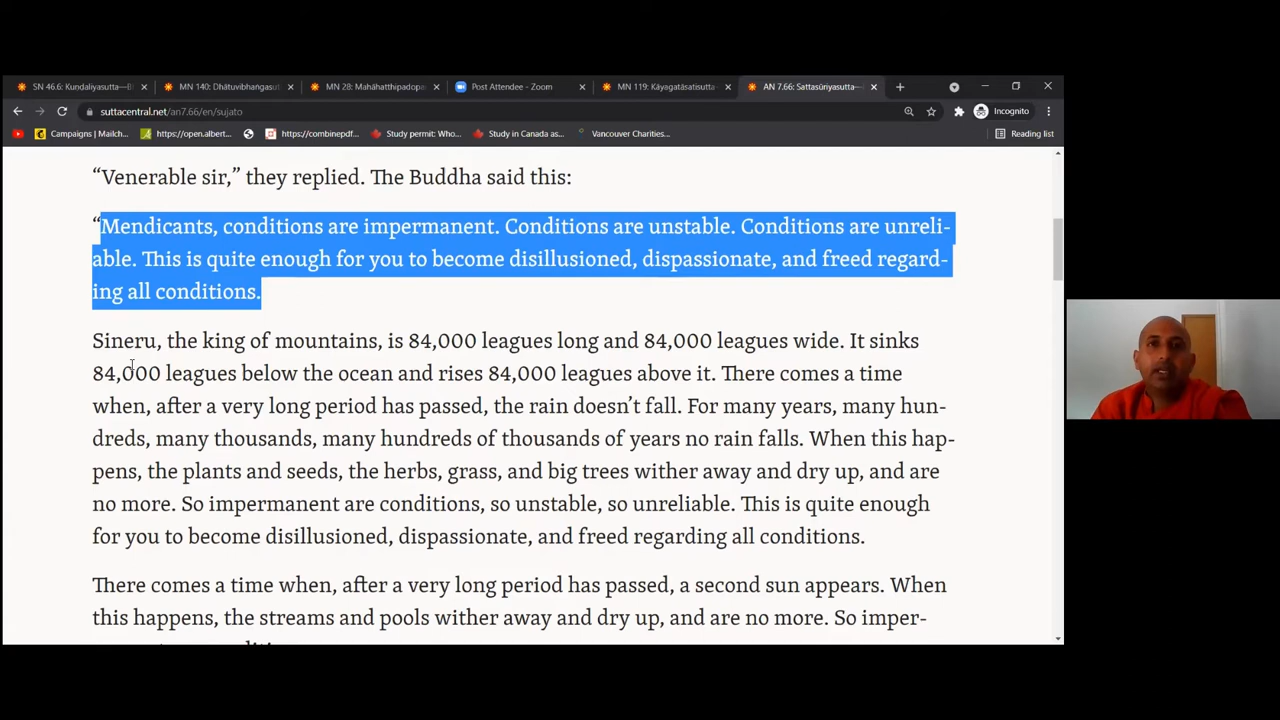 SN 46.6: Kuṇḍaliyasutta—B
MN 140: Dhātuvibhaṅgasut
MN 28: Mahāhatthipadopa
Post Attendee - Zoom
MN 119: Kāyagatāsatisutta
AN 7.66: Sattasūriyasutta—
suttacentral.net/an7.66/en/sujato
Incognito
Campaigns | Mailch...
https://open.albert...
https://combinepdf...
Study permit: Who...
Study in Canada as...
Vancouver Charities...
Reading list
“Venerable sir,” they replied. The Buddha said this:
“Mendicants, conditions are impermanent. Conditions are unstable. Conditions are unreli-
able. This is quite enough for you to become disillusioned, dispassionate, and freed regard-
ing all conditions.
Sineru, the king of mountains, is 84,000 leagues long and 84,000 leagues wide. It sinks
84,000 leagues below the ocean and rises 84,000 leagues above it. There comes a time
when, after a very long period has passed, the rain doesn’t fall. For many years, many hun-
dreds, many thousands, many hundreds of thousands of years no rain falls. When this hap-
pens, the plants and seeds, the herbs, grass, and big trees wither away and dry up, and are
no more. So impermanent are conditions, so unstable, so unreliable. This is quite enough
for you to become disillusioned, dispassionate, and freed regarding all conditions.
There comes a time when, after a very long period has passed, a second sun appears. When
this happens, the streams and pools wither away and dry up, and are no more. So imper-